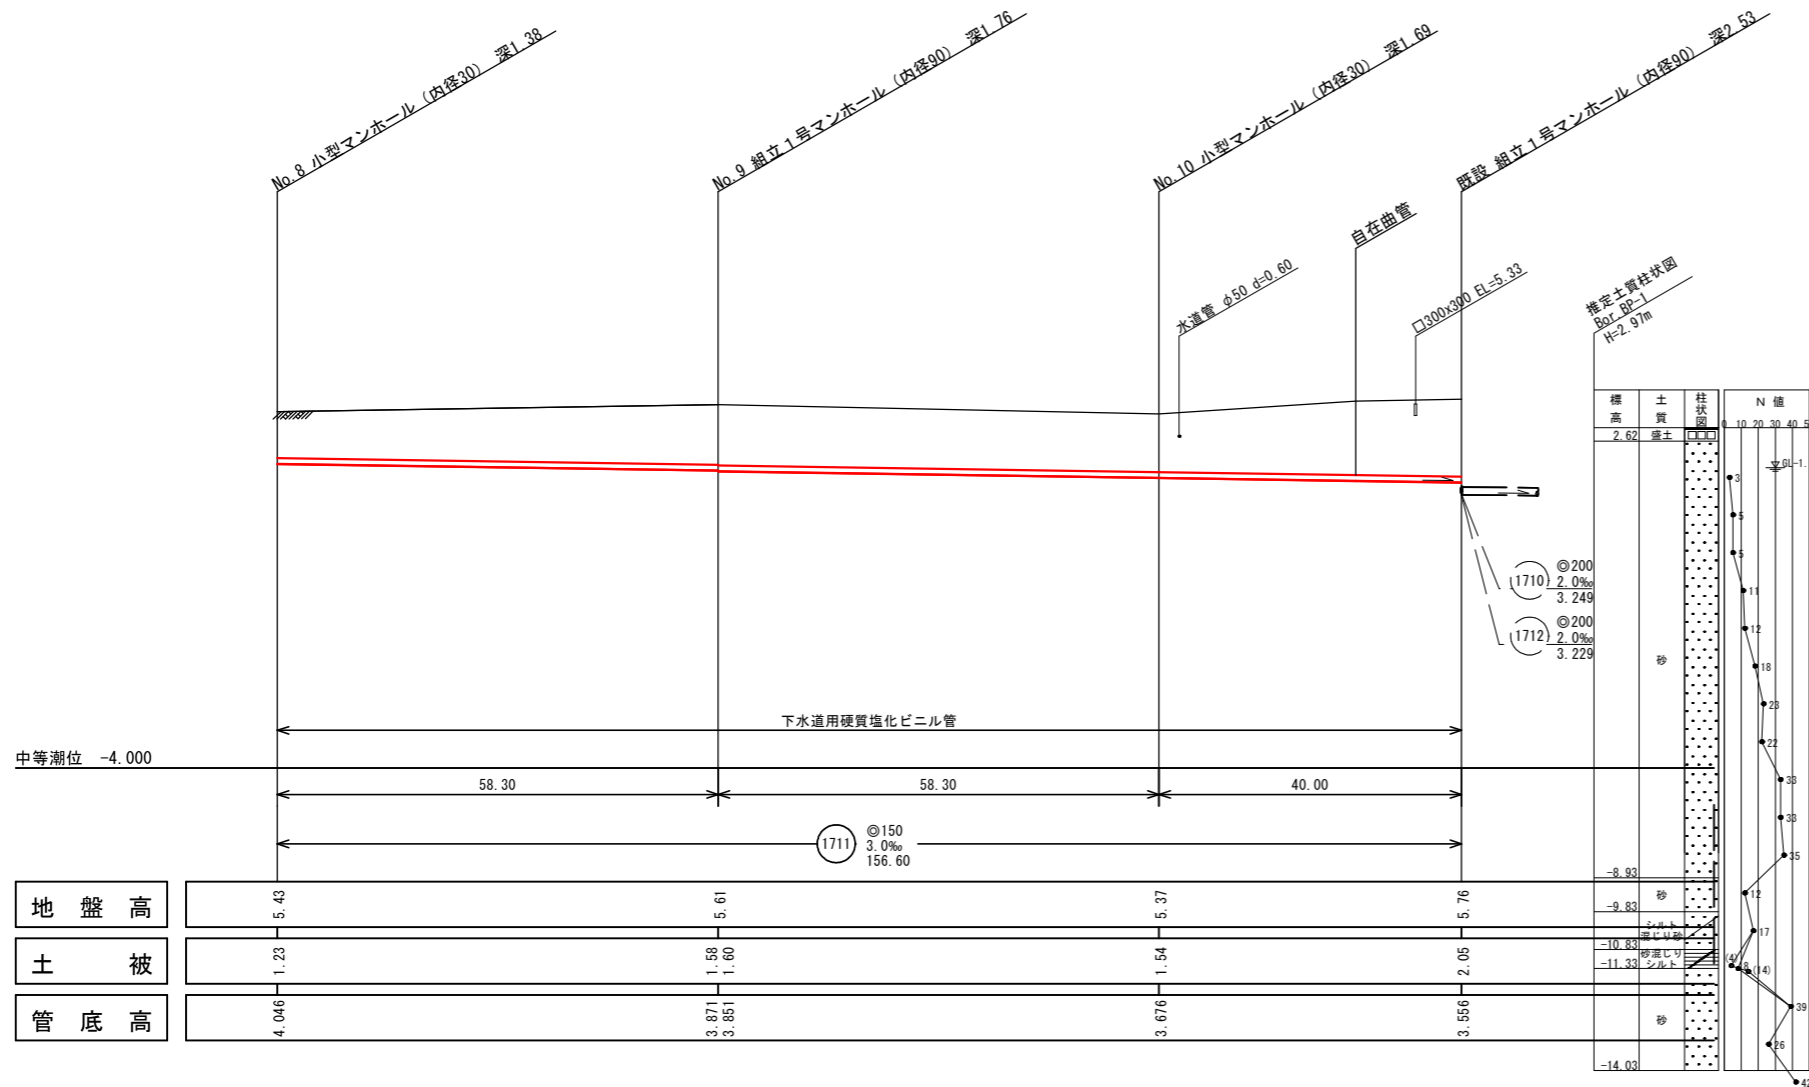 No.8 小型マンホール（内径30） 深1.38
No.9 組立1号マンホール（内径90） 深1.76
No.10 小型マンホール（内径30） 深1.69
既設 組立1号マンホール（内径90） 深2.53
自在曲管
水道管 φ50 d=0.60
□300x300 EL=5.33
推定土質柱状図
Bor.BP-1
H=2.97m
標高 土質 柱状図 N 値
0 10 20 30 40 5
2.62 盛土
GL-1.
3
5
5
11
12
砂
18
23
22
33
33
35
-8.93
砂
12
-9.83
シルト混じり砂
17
-10.83
砂混じりシルト
(4)
8
(14)
-11.33
39
砂
26
-14.03
42
1710 ◎200
2.0‰
3.249
1712 ◎200
2.0‰
3.229
下水道用硬質塩化ビニル管
中等潮位 -4.000
58.30 58.30 40.00
1711 ◎150
3.0‰
156.60
地盤高 5.43 5.61 5.37 5.76
土被 1.23 1.58 1.60 1.54 2.05
管底高 4.046 3.871 3.851 3.676 3.556